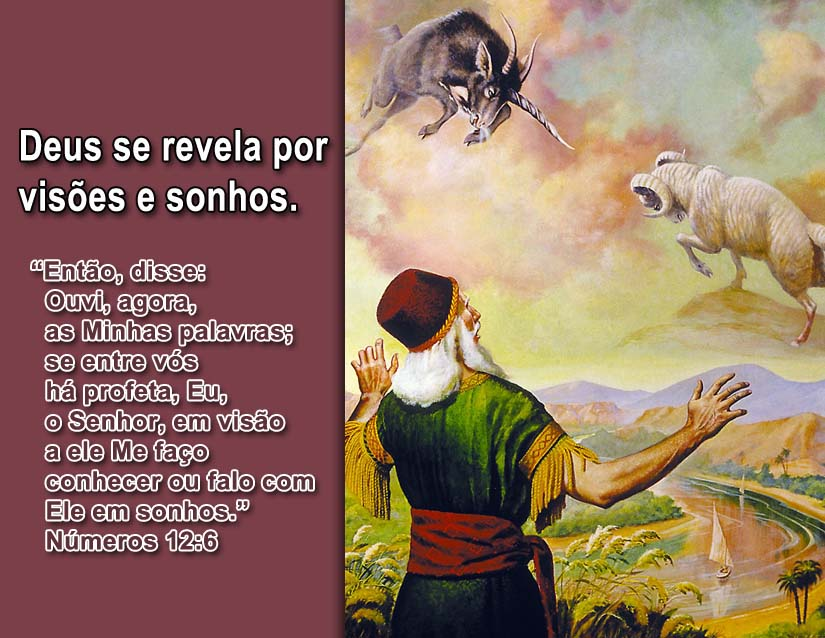 Deus se revela por
visões e sonhos.
“Então, disse:
Ouvi, agora,
as Minhas palavras;
se entre vós
há profeta, Eu,
o Senhor, em visão
a ele Me faço
conhecer ou falo com
Ele em sonhos.”
Números 12:6